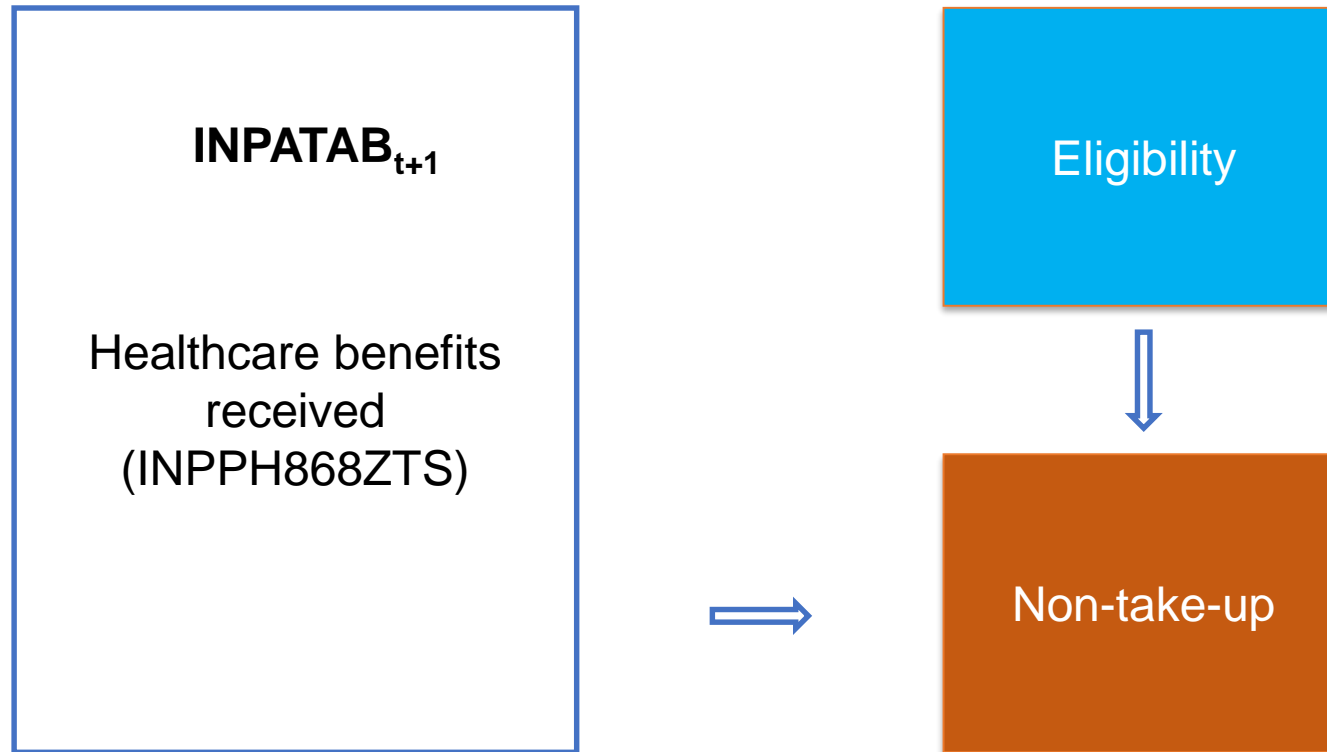 INPATABt+1
Healthcare benefits
received
(INPPH868ZTS)
Eligibility
Non-take-up